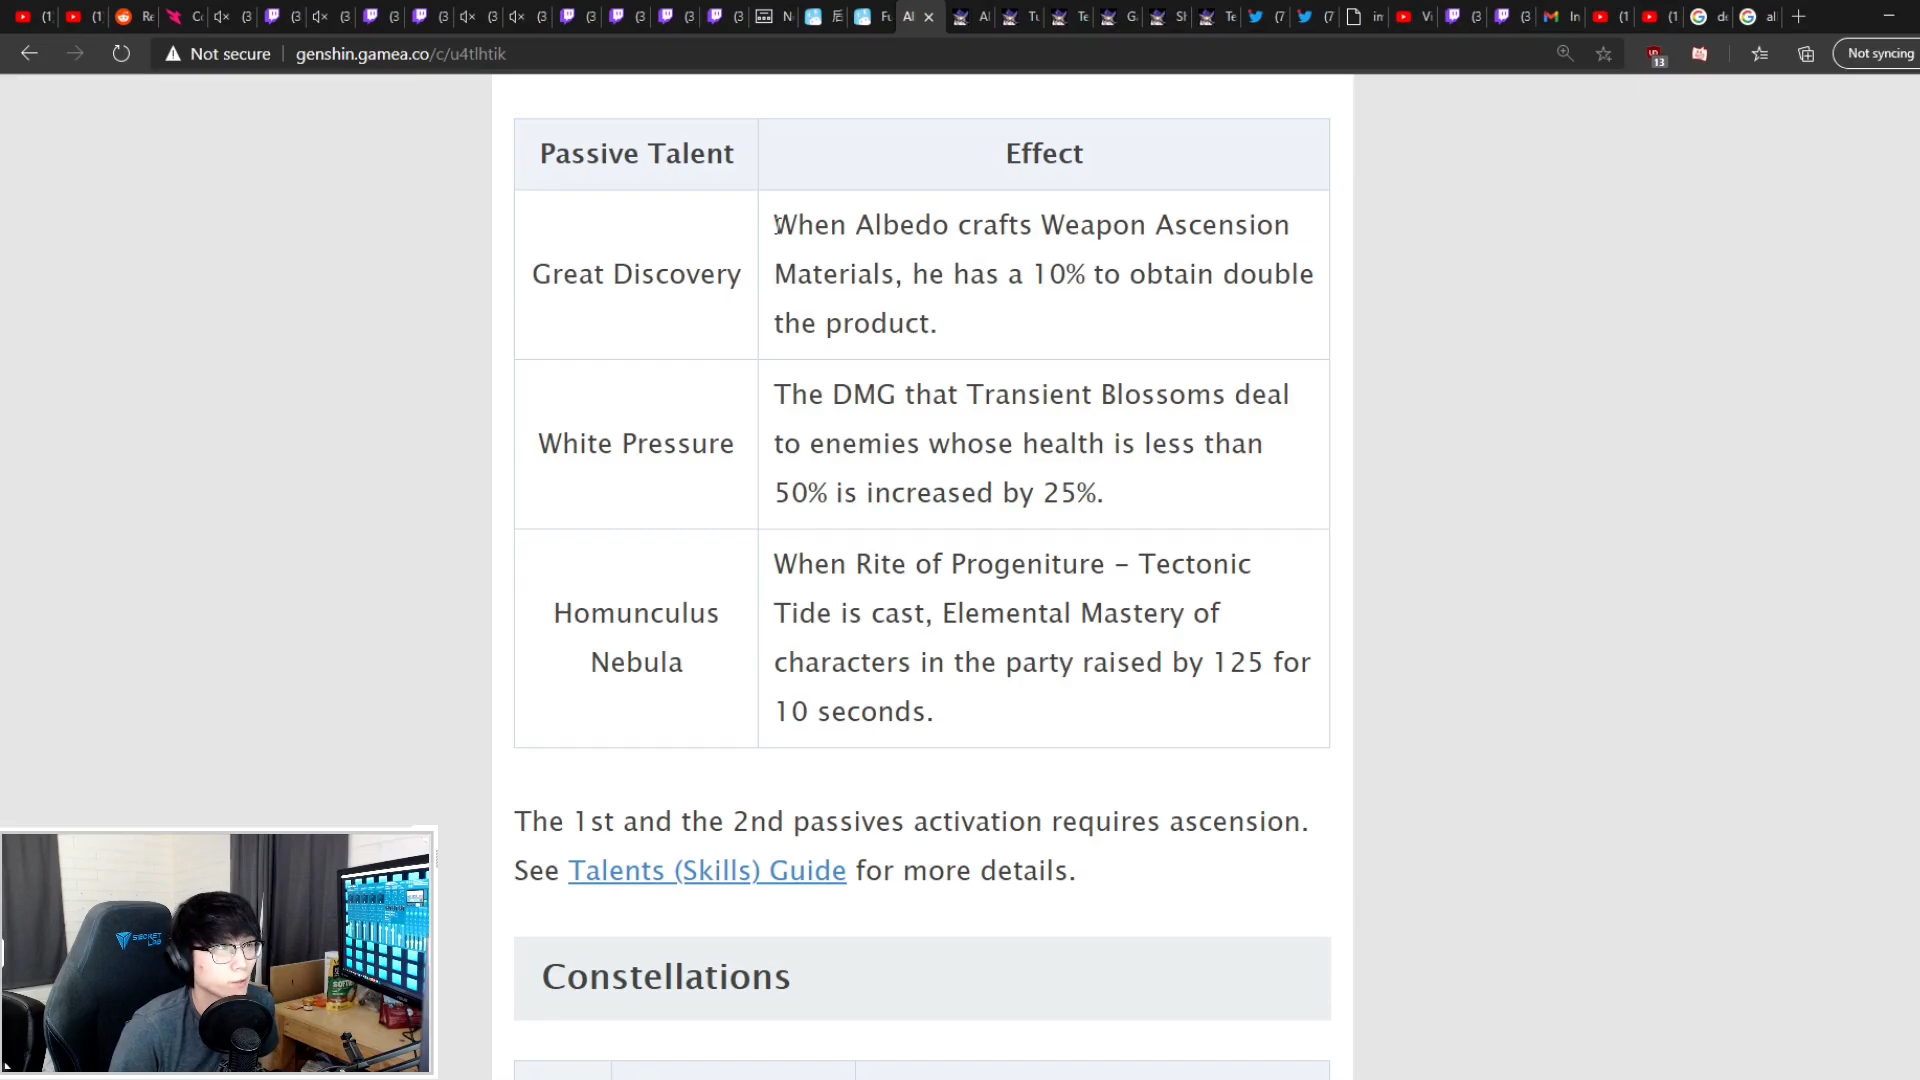 Not secure genshin.gamea.co/c/u4tlhtik Not syncing
13
Passive Talent Effect
Great Discovery
When Albedo crafts Weapon Ascension
Materials, he has a 10% to obtain double
the product.
White Pressure
The DMG that Transient Blossoms deal
to enemies whose health is less than
50% is increased by 25%.
Homunculus
Nebula
When Rite of Progeniture – Tectonic
Tide is cast, Elemental Mastery of
characters in the party raised by 125 for
10 seconds.
The 1st and the 2nd passives activation requires ascension.
See Talents (Skills) Guide for more details.
Constellations
SECRET
LAB